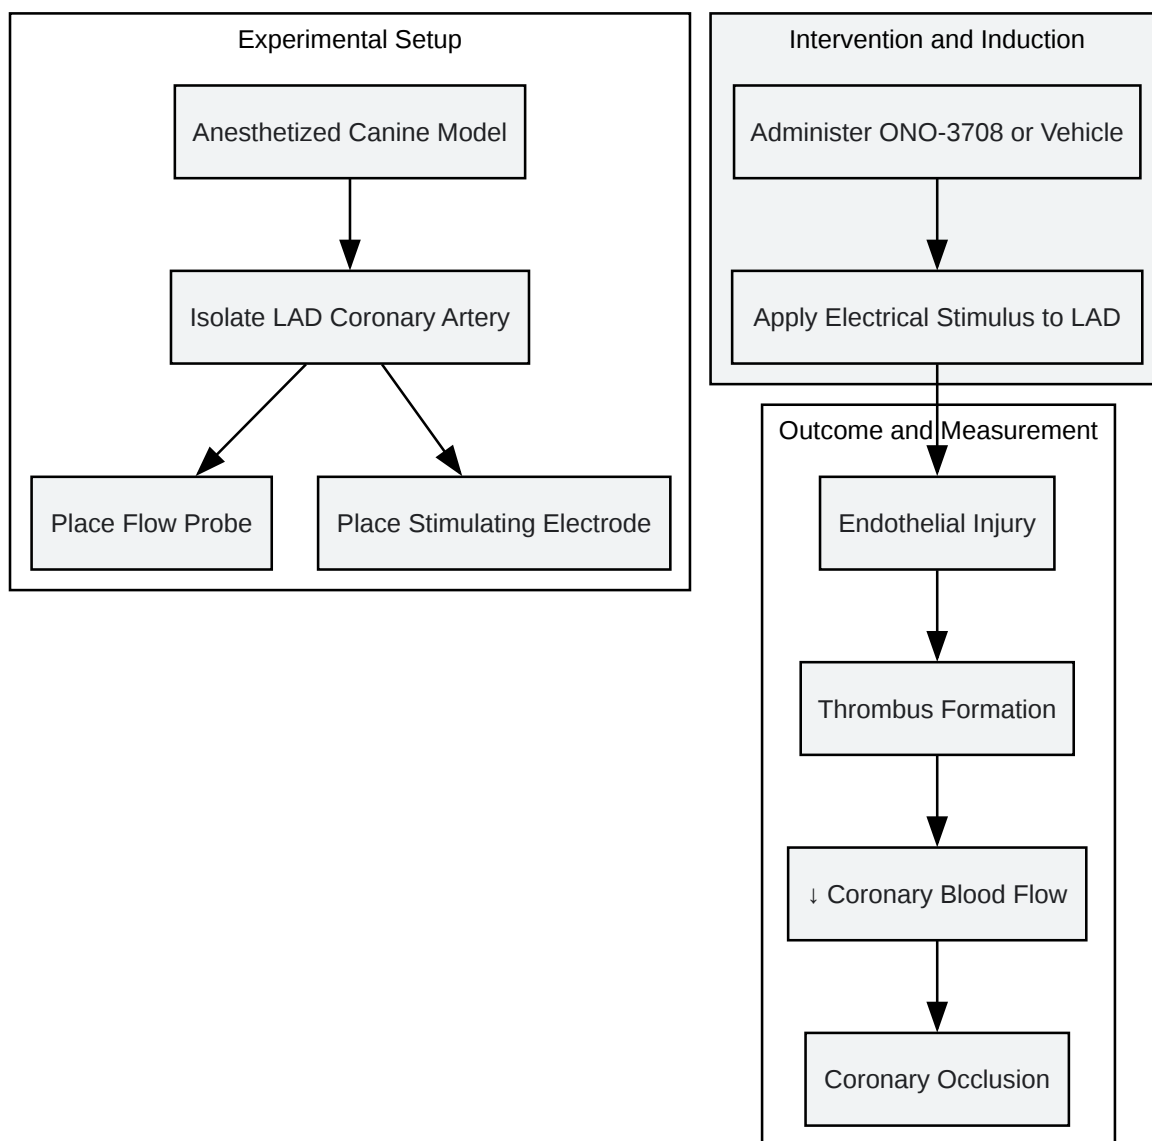 Experimental Setup
Anesthetized Canine Model
Isolate LAD Coronary Artery
Place Flow Probe
Place Stimulating Electrode
Intervention and Induction
Administer ONO-3708 or Vehicle
Apply Electrical Stimulus to LAD
Outcome and Measurement
Endothelial Injury
Thrombus Formation
↓ Coronary Blood Flow
Coronary Occlusion